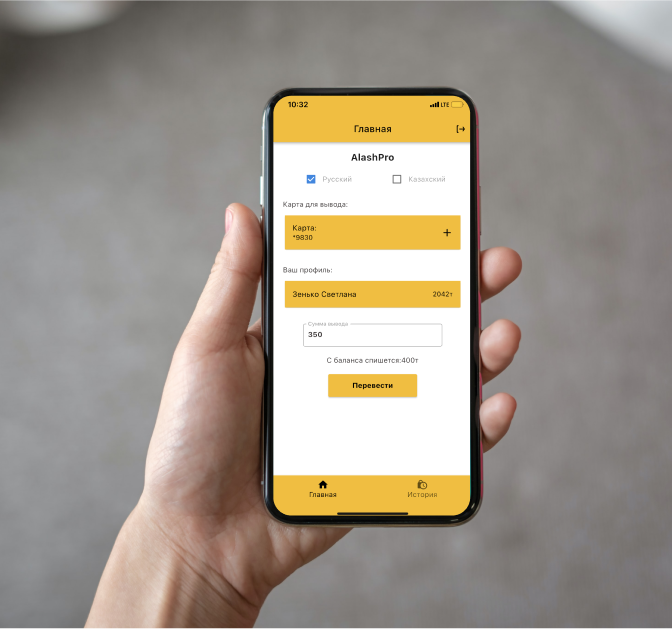 10:32
LTE
Главная
AlashPro
Русский
Казахский
Карта для вывода:
Карта:
*9830
Ваш профиль:
Зенько Светлана 2042т
Сумма вывода
350
С баланса спишется:400т
Перевести
Главная
История